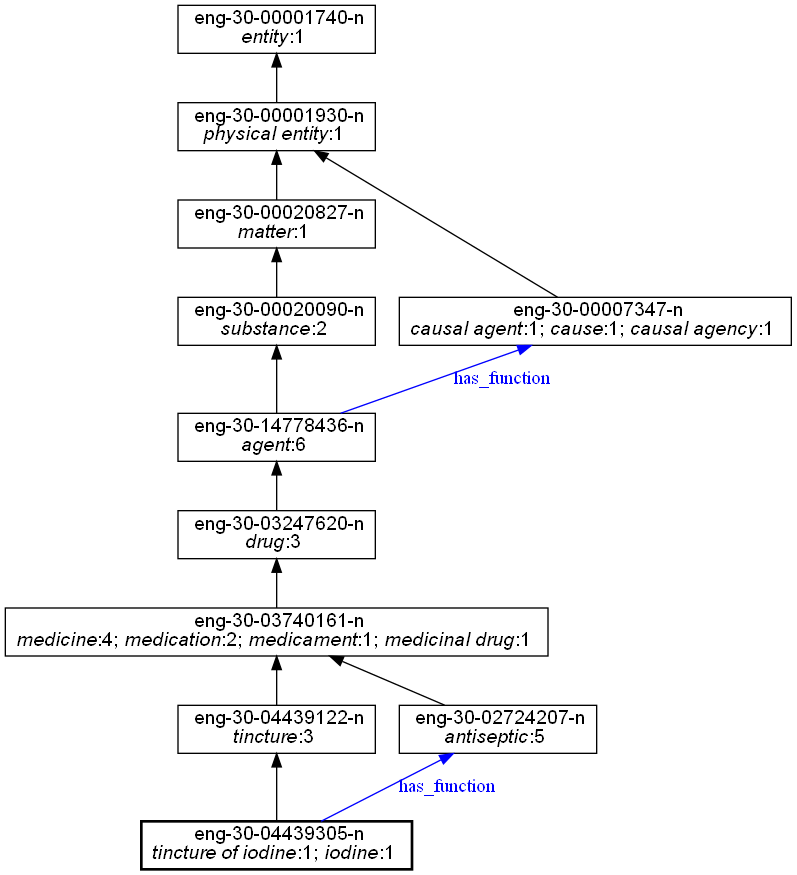 eng-30-00001740-n
entity:1
eng-30-00001930-n
physical entity:1
eng-30-00020827-n
matter:1
eng-30-00020090-n
substance:2
eng-30-00007347-n
causal agent:1; cause:1; causal agency:1
has_function
eng-30-14778436-n
agent:6
eng-30-03247620-n
drug:3
eng-30-03740161-n
medicine:4; medication:2; medicament:1; medicinal drug:1
eng-30-04439122-n
tincture:3
eng-30-02724207-n
antiseptic:5
has_function
eng-30-04439305-n
tincture of iodine:1; iodine:1